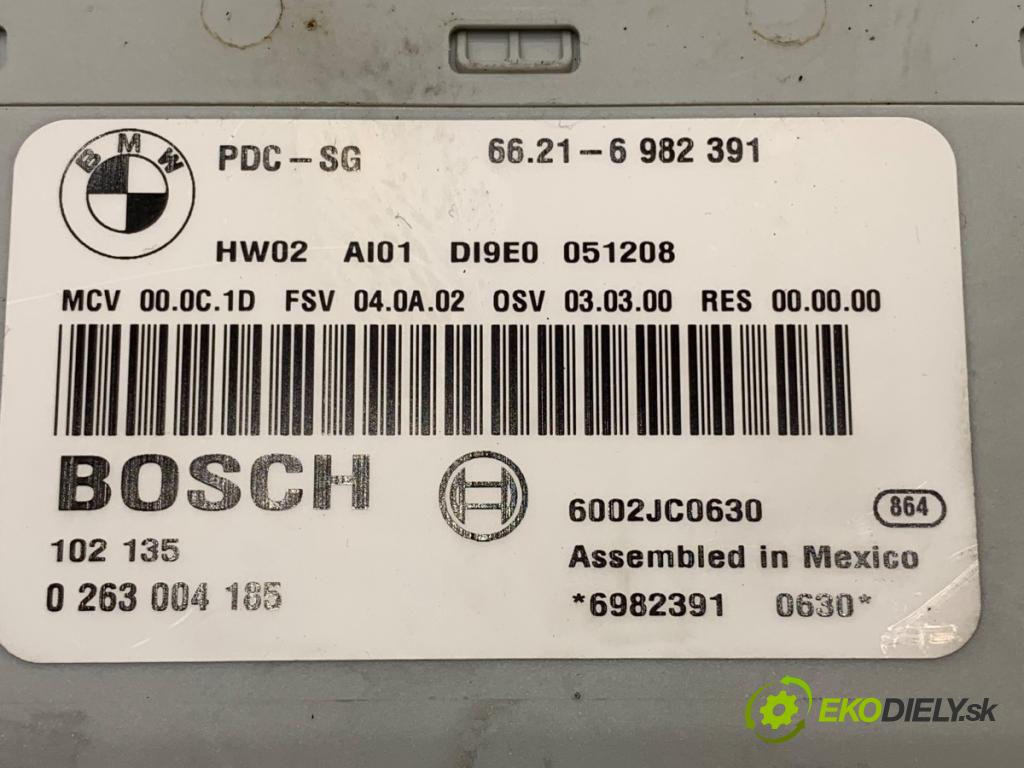 BMW
PDC-SG 66.21-6 982 391
HW02 AI01 DI9E0 051208
MCV 00.0C.1D FSV 04.0A.02 OSV 03.03.00 RES 00.00.00
BOSCH
6002JC0630 864
102 135
Assembled in Mexico
0 263 004 185
*6982391 0630*
EKODIELY.sk